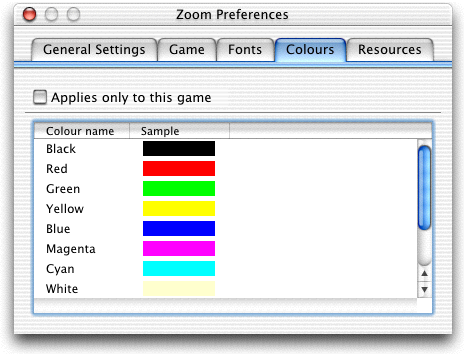 Zoom Preferences
General Settings Game Fonts Colours Resources
Applies only to this game
Colour name Sample
Black
Red
Green
Yellow
Blue
Magenta
Cyan
White